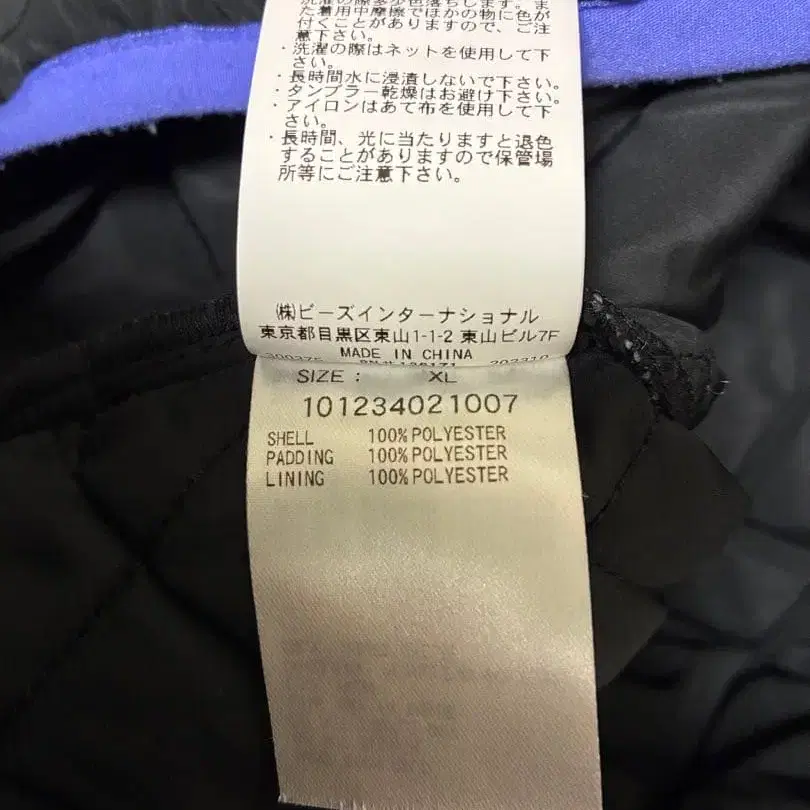 洗濯の際多少色落ちします。ま
た着用中摩擦でほかの物に色が
付くことがありますので、ご注
意下さい。
・洗濯の際はネットを使用して下
さい。
・長時間水に浸漬しないで下さい。
・タンブラー乾燥はお避け下さい。
・アイロンはあて布を使用して下
さい。
・長時間、光に当たりますと退色
することがありますので保管場
所等にご注意下さい。
㈱ビーズインターナショナル
東京都目黒区東山1-1-2 東山ビル7F
MADE IN CHINA
SIZE : XL
101234021007
SHELL 100% POLYESTER
PADDING 100% POLYESTER
LINING 100% POLYESTER